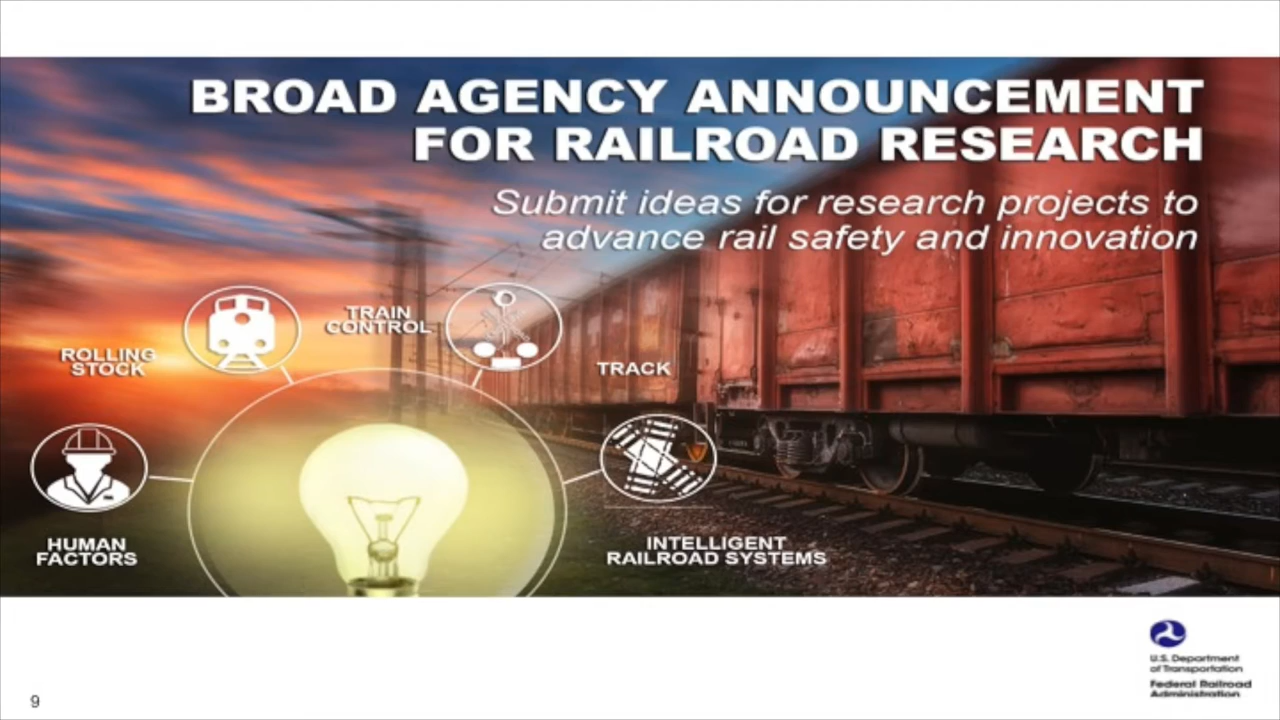 BROAD AGENCY ANNOUNCEMENT
FOR RAILROAD RESEARCH
Submit ideas for research projects to
advance rail safety and innovation
TRAIN
CONTROL
ROLLING
STOCK
TRACK
HUMAN
FACTORS
INTELLIGENT
RAILROAD SYSTEMS
U.S. Department
of Transportation
Federal Railroad
Administration
9